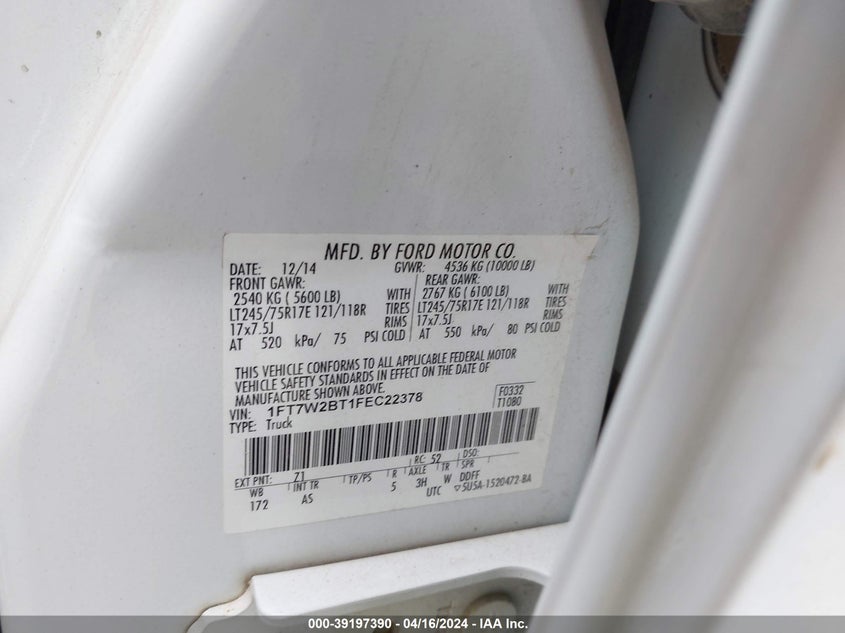 MFD. BY FORD MOTOR CO.
DATE: 12/14 GVWR: 4536 KG (10000 LB)
FRONT GAWR: REAR GAWR:
2540 KG ( 5600 LB) WITH 2767 KG ( 6100 LB) WITH
LT245/75R17E 121/118R TIRES LT245/75R17E 121/118R TIRES
17x7.5J RIMS 17x7.5J RIMS
AT 520 kPa/ 75 PSI COLD AT 550 kPa/ 80 PSI COLD
THIS VEHICLE CONFORMS TO ALL APPLICABLE FEDERAL MOTOR
VEHICLE SAFETY STANDARDS IN EFFECT ON THE DATE OF
MANUFACTURE SHOWN ABOVE.
VIN: 1FT7W2BT1FEC22378 F0332
TYPE: Truck T1080
EXT PNT: Z1 RC: 52 DSO:
WB INT TR TP/PS R AXLE TR SPR
172 AS 5 3H W DDFF
UTC ▽5U5A-1520472-BA
000-39197390 - 04/16/2024 - IAA Inc.